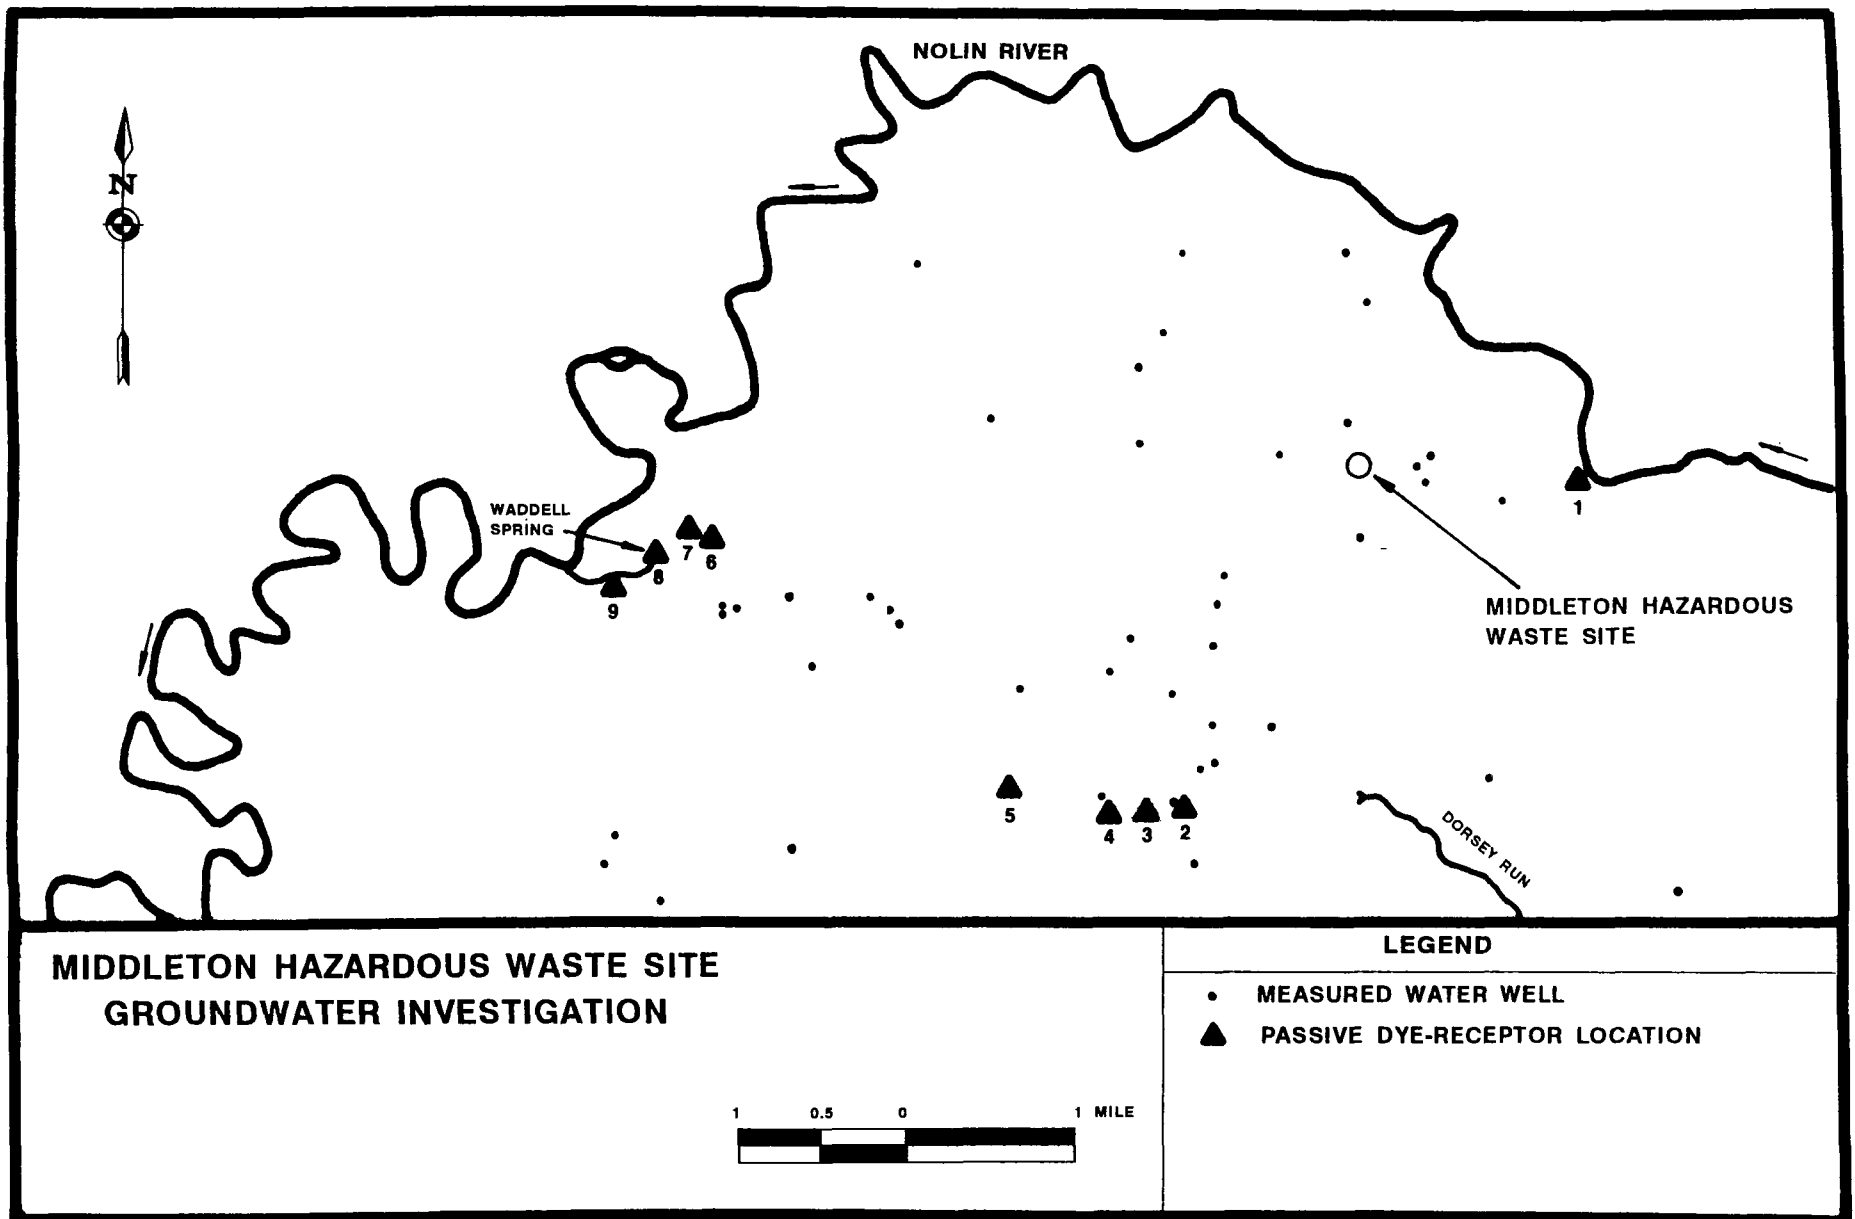 NOLIN RIVER
N
WADDELL
SPRING
7
6
8
9
1
MIDDLETON HAZARDOUS
WASTE SITE
5
4
3
2
DORSEY RUN
MIDDLETON HAZARDOUS WASTE SITE
GROUNDWATER INVESTIGATION
1 0.5 0 1 MILE
LEGEND
MEASURED WATER WELL
PASSIVE DYE-RECEPTOR LOCATION